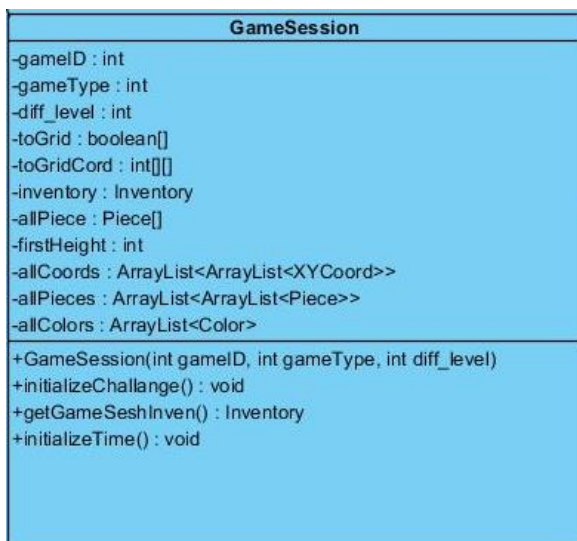 GameSession
-gameID : int
-gameType : int
-diff_level : int
-toGrid : boolean[]
-toGridCord : int[][]
-inventory : Inventory
-allPiece : Piece[]
-firstHeight : int
-allCoords : ArrayList<ArrayList<XYCoord>>
-allPieces : ArrayList<ArrayList<Piece>>
-allColors : ArrayList<Color>
+GameSession(int gameID, int gameType, int diff_level)
+initializeChallange() : void
+getGameSeshInven() : Inventory
+initializeTime() : void